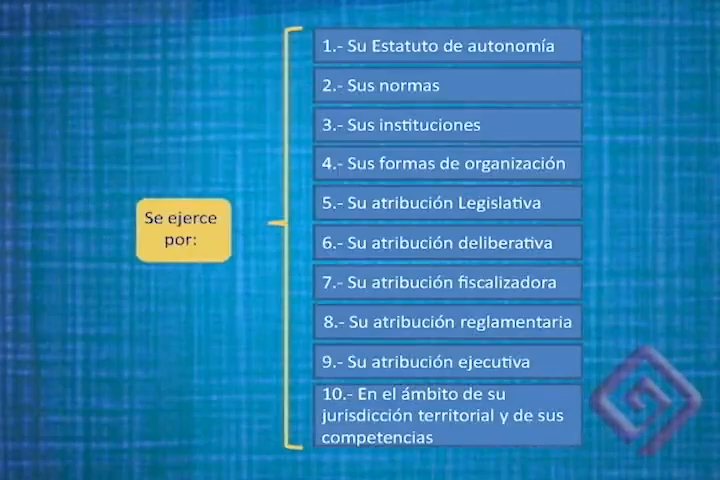 Se ejerce
por:
1.- Su Estatuto de autonomía
2.- Sus normas
3.- Sus instituciones
4.- Sus formas de organización
5.- Su atribución Legislativa
6.- Su atribución deliberativa
7.- Su atribución fiscalizadora
8.- Su atribución reglamentaria
9.- Su atribución ejecutiva
10.- En el ámbito de su
jurisdicción territorial y de sus
competencias